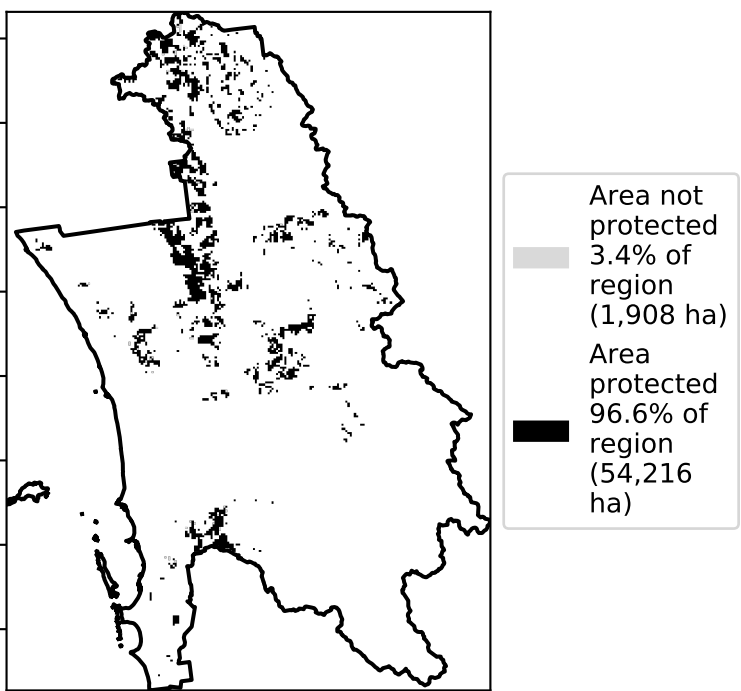 Area not
protected
3.4% of
region
(1,908 ha)
Area
protected
96.6% of
region
(54,216
ha)